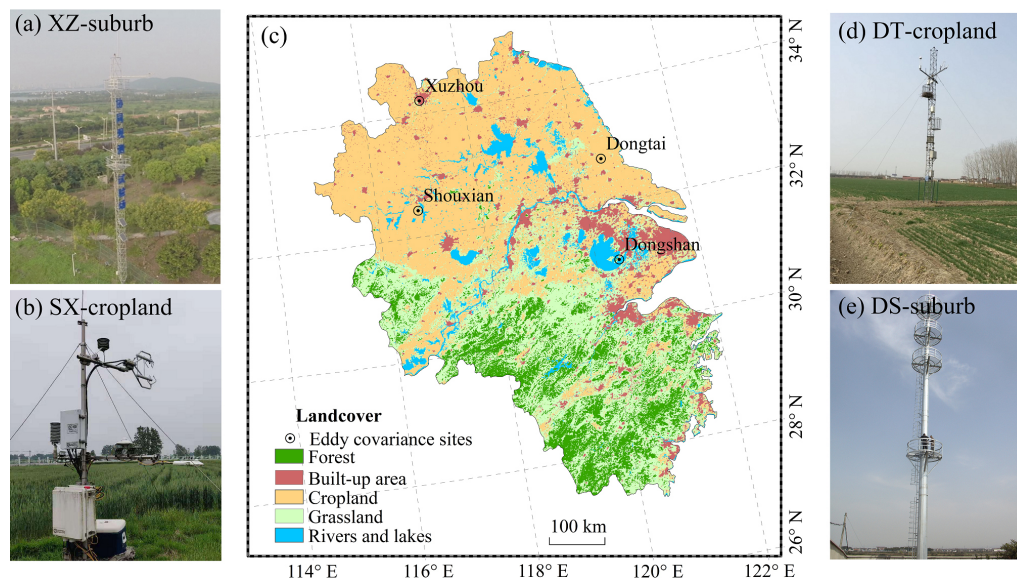 (a) XZ-suburb
(b) SX-cropland
(c)
Xuzhou
Dongtai
Shouxian
Dongshan
Landcover
Eddy covariance sites
Forest
Built-up area
Cropland
Grassland
Rivers and lakes
100 km
114° E
116° E
118° E
120° E
122° E
34° N
32° N
30° N
28° N
26° N
(d) DT-cropland
(e) DS-suburb